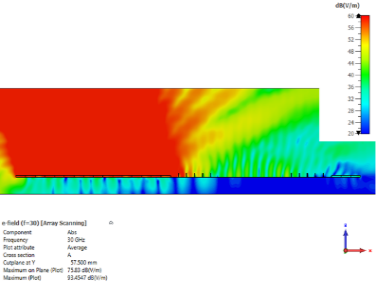 dB(V/m)
60
56
52
48
44
40
36
32
28
24
20
e-field (f=30) [Array Scanning]
Component Abs
Frequency 30 GHz
Plot attribute Average
Cross section A
Cutplane at Y 57.500 mm
Maximum on Plane (Plot) 75.83 dB(V/m)
Maximum (Plot) 93.4547 dB(V/m)
z
x